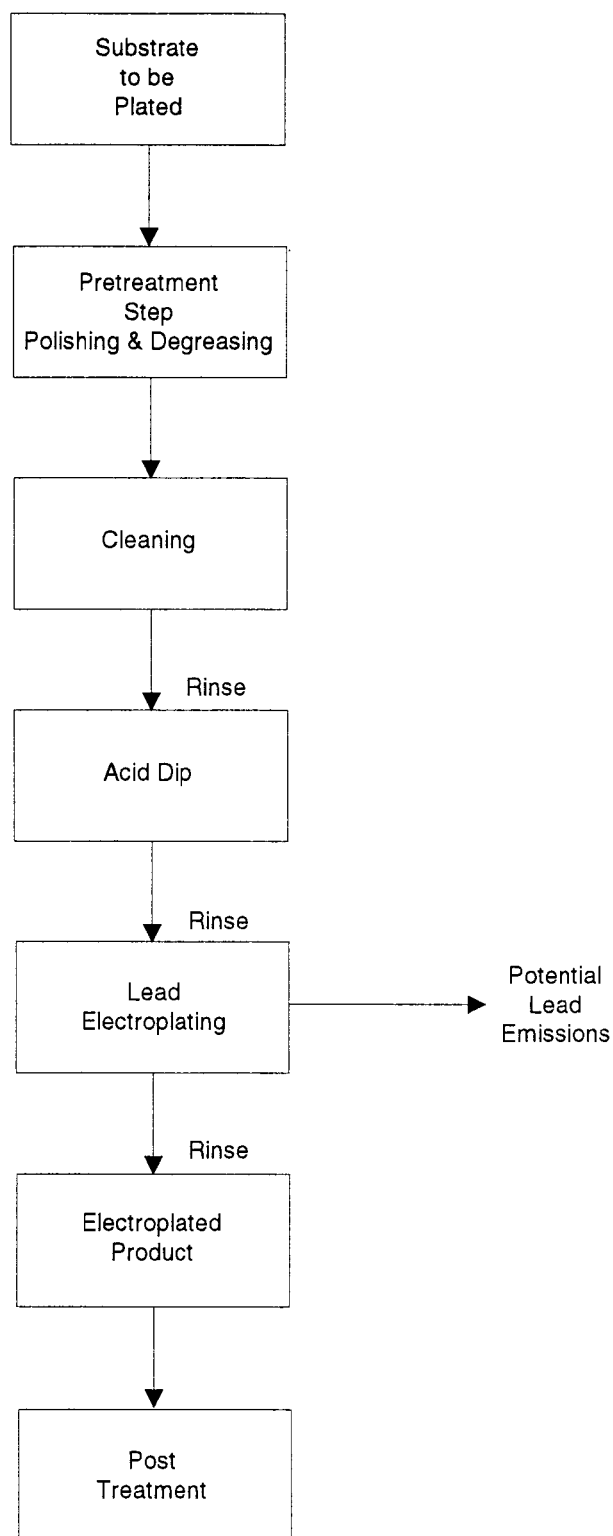 Substrate
to be
Plated
Pretreatment
Step
Polishing & Degreasing
Cleaning
Rinse
Acid Dip
Rinse
Lead
Electroplating
Potential
Lead
Emissions
Rinse
Electroplated
Product
Post
Treatment